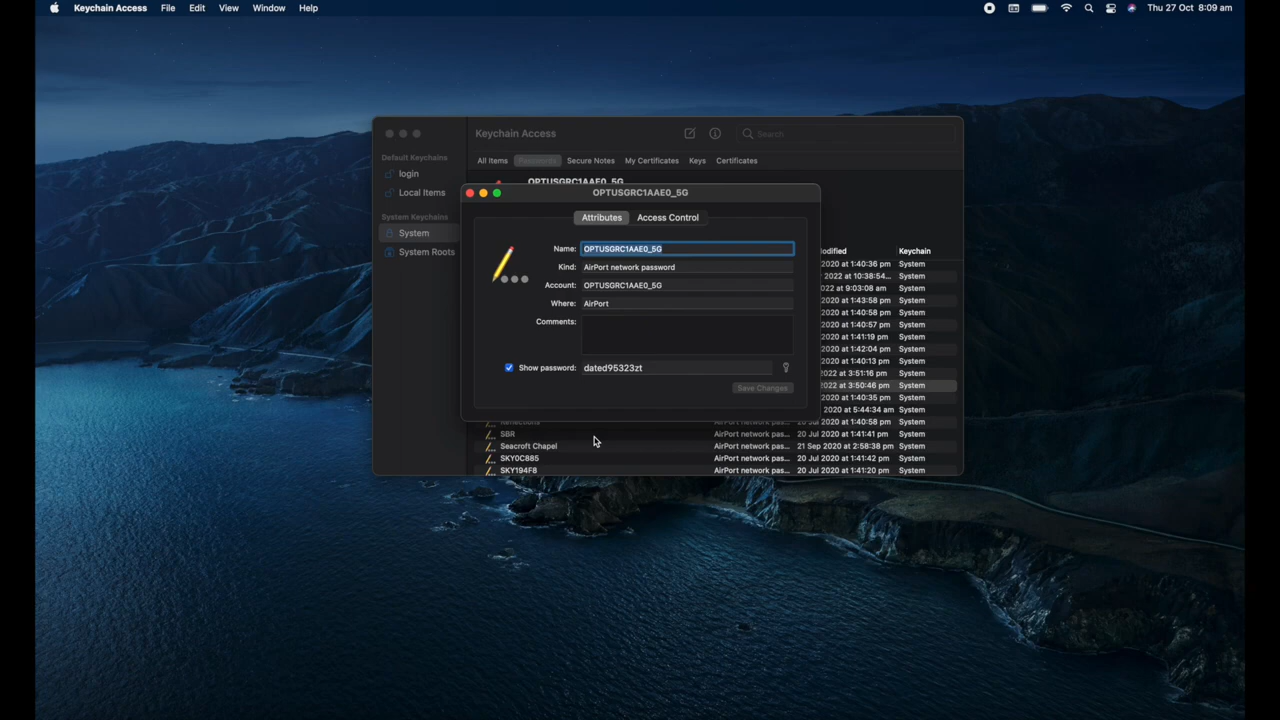 Keychain Access File Edit View Window Help
Thu 27 Oct 8:09 am
Keychain Access
Search
Default Keychains
login
Local Items
System Keychains
System
System Roots
All Items Passwords Secure Notes My Certificates Keys Certificates
OPTUSGRC1AAE0_5G
OPTUSGRC1AAE0_5G
Attributes Access Control
Name: OPTUSGRC1AAE0_5G
Kind: AirPort network password
Account: OPTUSGRC1AAE0_5G
Where: AirPort
Comments:
Show password: dated95323zt
Save Changes
Keychain
2020 at 1:40:36 pm System
2022 at 10:38:54... System
022 at 9:03:08 am System
2020 at 1:43:58 pm System
2020 at 1:40:58 pm System
2020 at 1:40:57 pm System
2020 at 1:41:19 pm System
2020 at 1:42:04 pm System
2020 at 1:40:13 pm System
2022 at 3:51:16 pm System
2022 at 3:50:46 pm System
2020 at 1:40:35 pm System
2020 at 5:44:34 am System
AirPort network pas... 20 Jul 2020 at 1:40:58 pm System
SBR AirPort network pas... 20 Jul 2020 at 1:41:41 pm System
Seacroft Chapel AirPort network pas... 21 Sep 2020 at 2:58:38 pm System
SKY0C885 AirPort network pas... 20 Jul 2020 at 1:41:42 pm System
SKY194F8 AirPort network pas... 20 Jul 2020 at 1:41:20 pm System